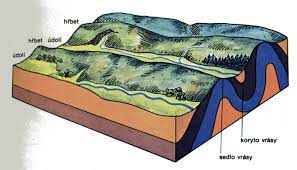 hřbet
hřbet údolí
údolí
koryto vrásy
sedlo vrásy